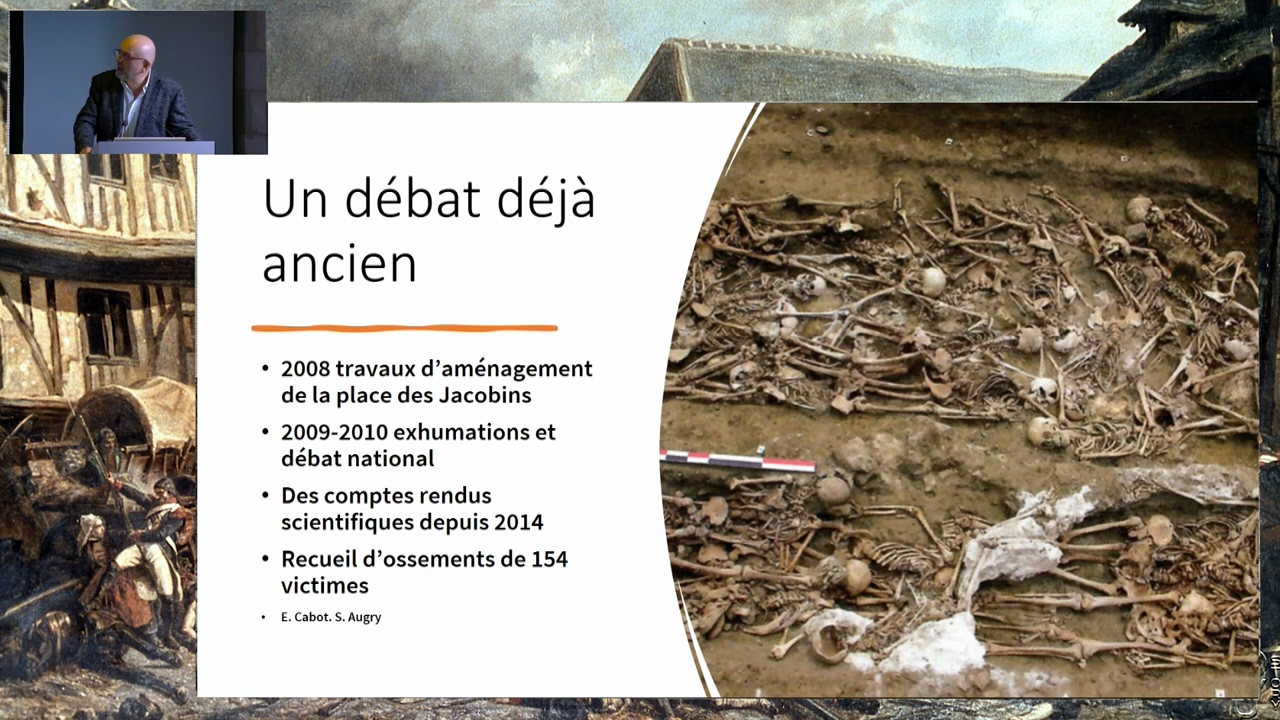 Un débat déjà
ancien
• 2008 travaux d’aménagement
de la place des Jacobins
• 2009-2010 exhumations et
débat national
• Des comptes rendus
scientifiques depuis 2014
• Recueil d’ossements de 154
victimes
• E. Cabot. S. Augry